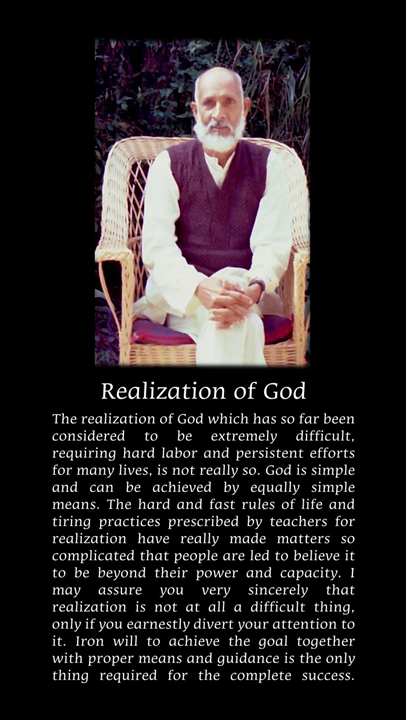 Realization of God
The realization of God which has so far been
considered to be extremely difficult,
requiring hard labor and persistent efforts
for many lives, is not really so. God is simple
and can be achieved by equally simple
means. The hard and fast rules of life and
tiring practices prescribed by teachers for
realization have really made matters so
complicated that people are led to believe it
to be beyond their power and capacity. I
may assure you very sincerely that
realization is not at all a difficult thing,
only if you earnestly divert your attention to
it. Iron will to achieve the goal together
with proper means and guidance is the only
thing required for the complete success.